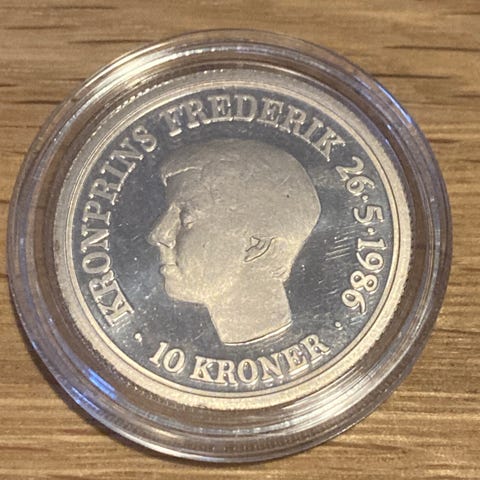 KRONPRINS FREDERIK 26·5·1986
· 10 KRONER ·